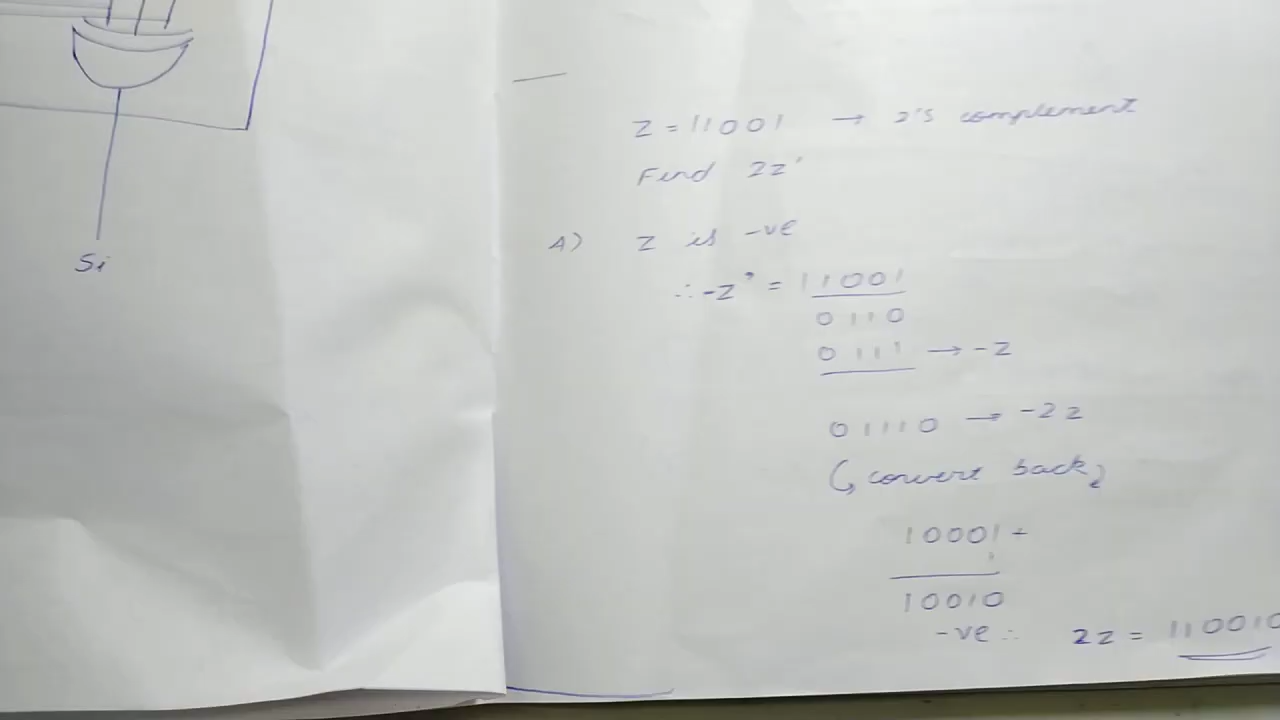 Si
Z = 11001 → 2's complement
Find 2z'
A) Z is -ve
∴ -Z' = 11001
0110
0111 → -Z
01110 → -2z
↳ convert back
10001 +
1
10010
-ve ∴ 2Z = 110010